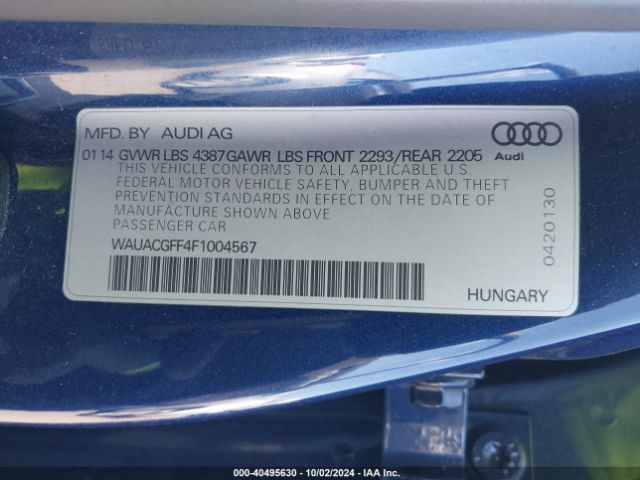 MFD. BY AUDI AG
01 14 GVWR LBS 4387 GAWR LBS FRONT 2293/REAR 2205
Audi
THIS VEHICLE CONFORMS TO ALL APPLICABLE U.S.
FEDERAL MOTOR VEHICLE SAFETY, BUMPER AND THEFT
PREVENTION STANDARDS IN EFFECT ON THE DATE OF
MANUFACTURE SHOWN ABOVE
PASSENGER CAR
WAUACGFF4F1004567
0420130
HUNGARY
000-40495630 - 10/02/2024 - IAA Inc.